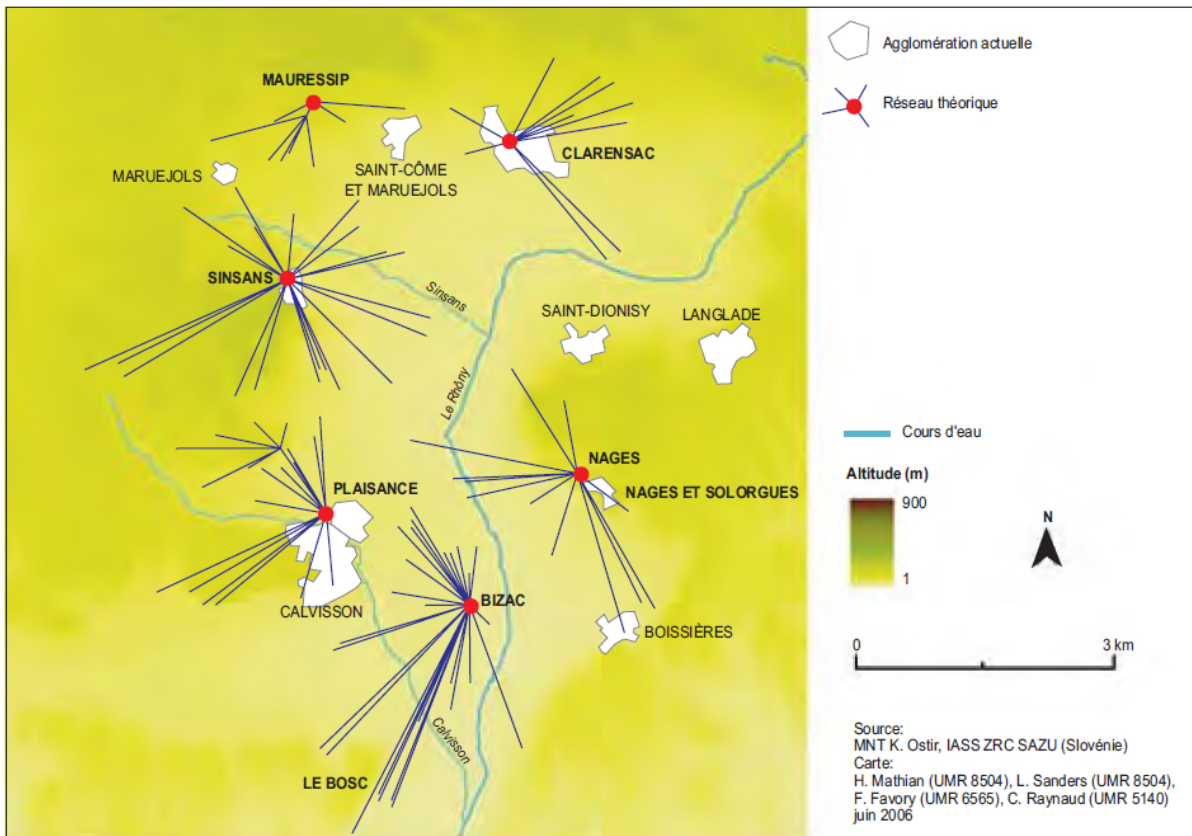 MAURESSIP
MARUEJOLS
SAINT-CÔME
ET MARUEJOLS
CLARENSAC
SINSANS
Sinsans
SAINT-DIONISY
LANGLADE
Le Rhôny
NAGES
NAGES ET SOLORGUES
PLAISANCE
CALVISSON
BIZAC
BOISSIÈRES
Calvisson
LE BOSC
Agglomération actuelle
Réseau théorique
Cours d'eau
Altitude (m)
900
1
N
0
3 km
Source:
MNT K. Ostir, IASS ZRC SAZU (Slovénie)
Carte:
H. Mathian (UMR 8504), L. Sanders (UMR 8504),
F. Favory (UMR 6565), C. Raynaud (UMR 5140)
juin 2006